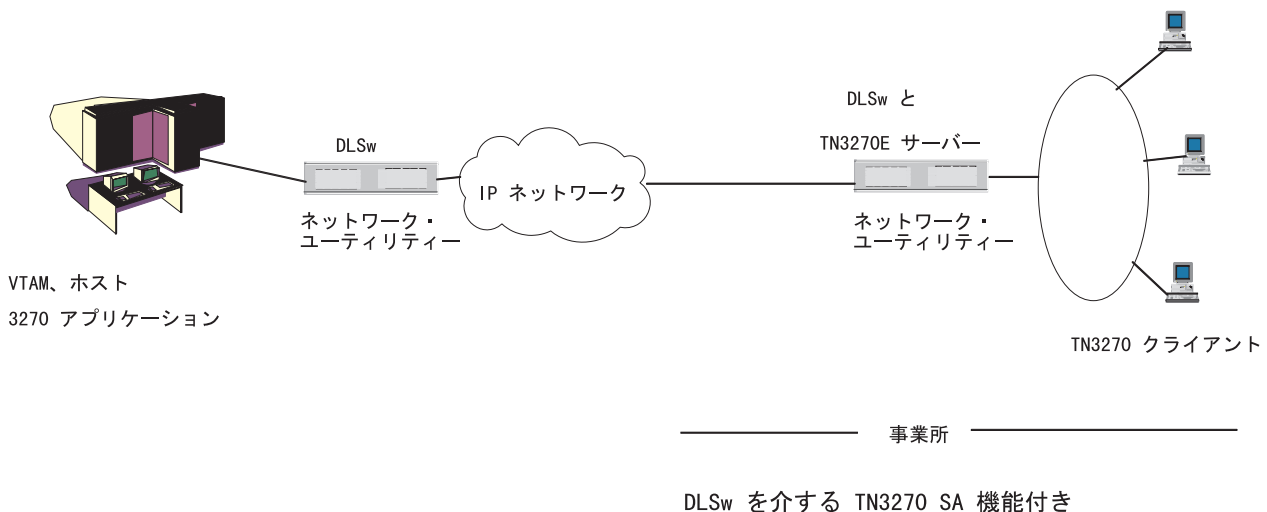 DLSw と
TN3270E サーバー
DLSw
IP ネットワーク
ネットワーク・
ユーティリティー
ネットワーク・
ユーティリティー
VTAM、ホスト
3270 アプリケーション
TN3270 クライアント
事業所
DLSw を介する TN3270 SA 機能付き